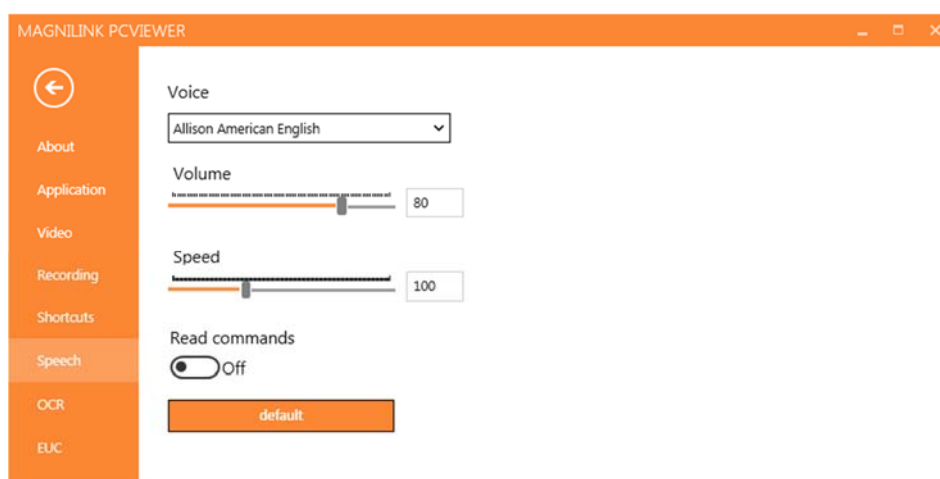 MAGNILINK PCVIEWER
About
Application
Video
Recording
Shortcuts
Speech
OCR
EUC
Voice
Allison American English
Volume
80
Speed
100
Read commands
Off
default